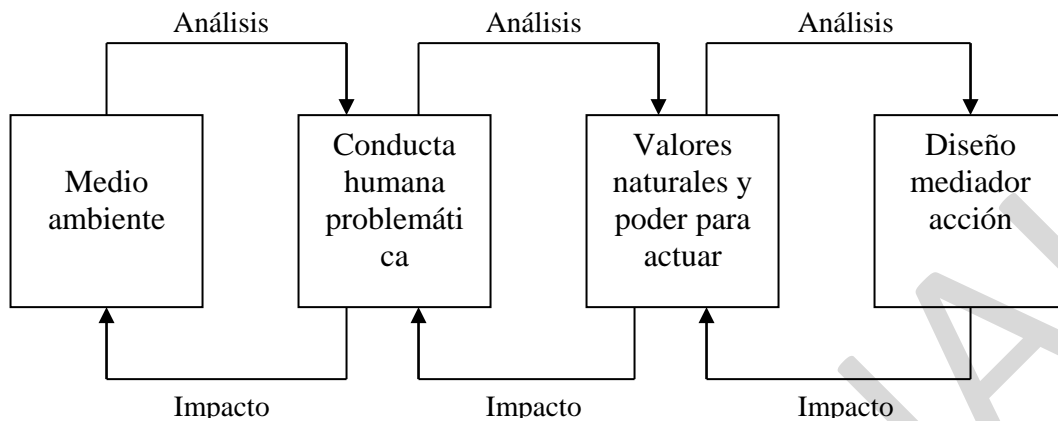 Análisis
Análisis
Análisis
Medio
ambiente
Conducta
humana
problemáti
ca
Valores
naturales y
poder para
actuar
Diseño
mediador
acción
Impacto
Impacto
Impacto